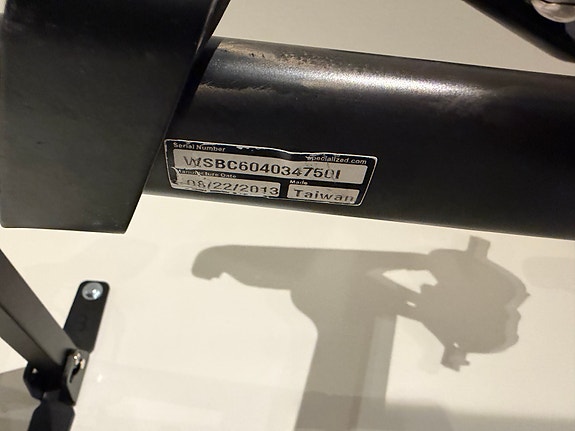 Serial Number specialized.com
WSBC604034750I
Manufacture Date Made
08/22/2013 Taiwan